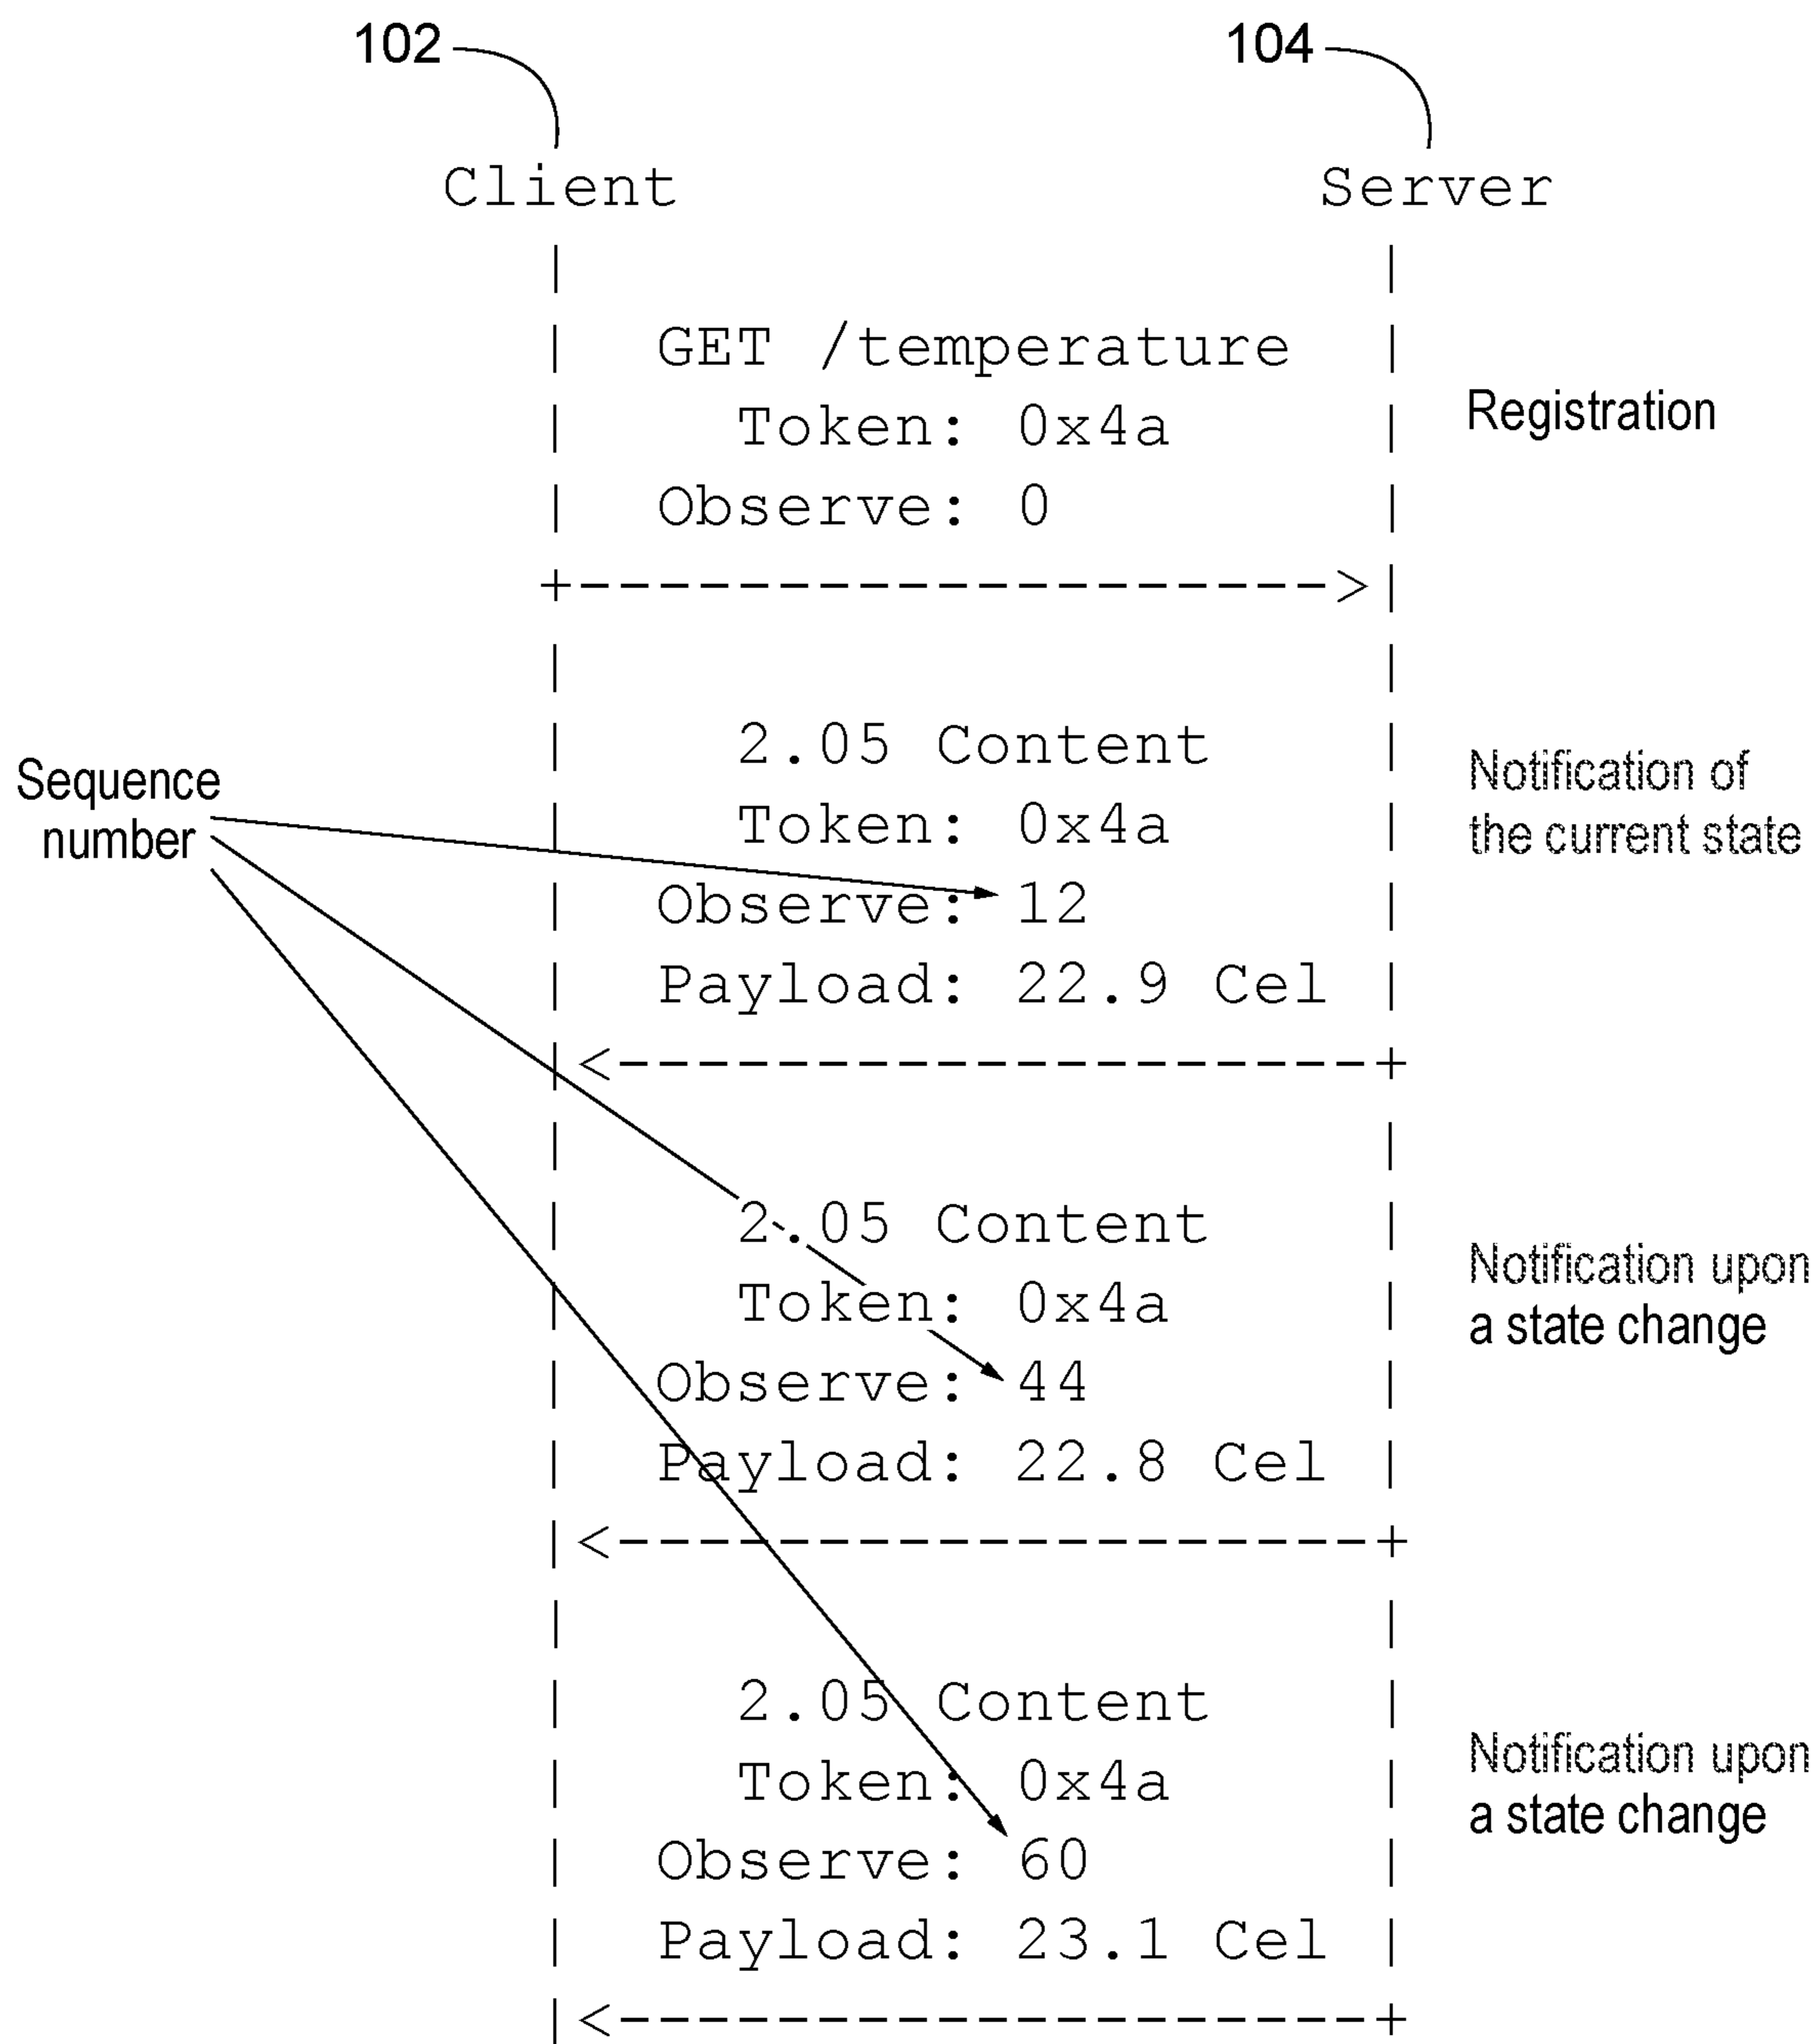 102
104
Client
Server
GET /temperature
Token: 0x4a
Observe: 0
Registration
Sequence
number
2.05 Content
Token: 0x4a
Observe: 12
Payload: 22.9 Cel
Notification of
the current state
2.05 Content
Token: 0x4a
Observe: 44
Payload: 22.8 Cel
Notification upon
a state change
2.05 Content
Token: 0x4a
Observe: 60
Payload: 23.1 Cel
Notification upon
a state change